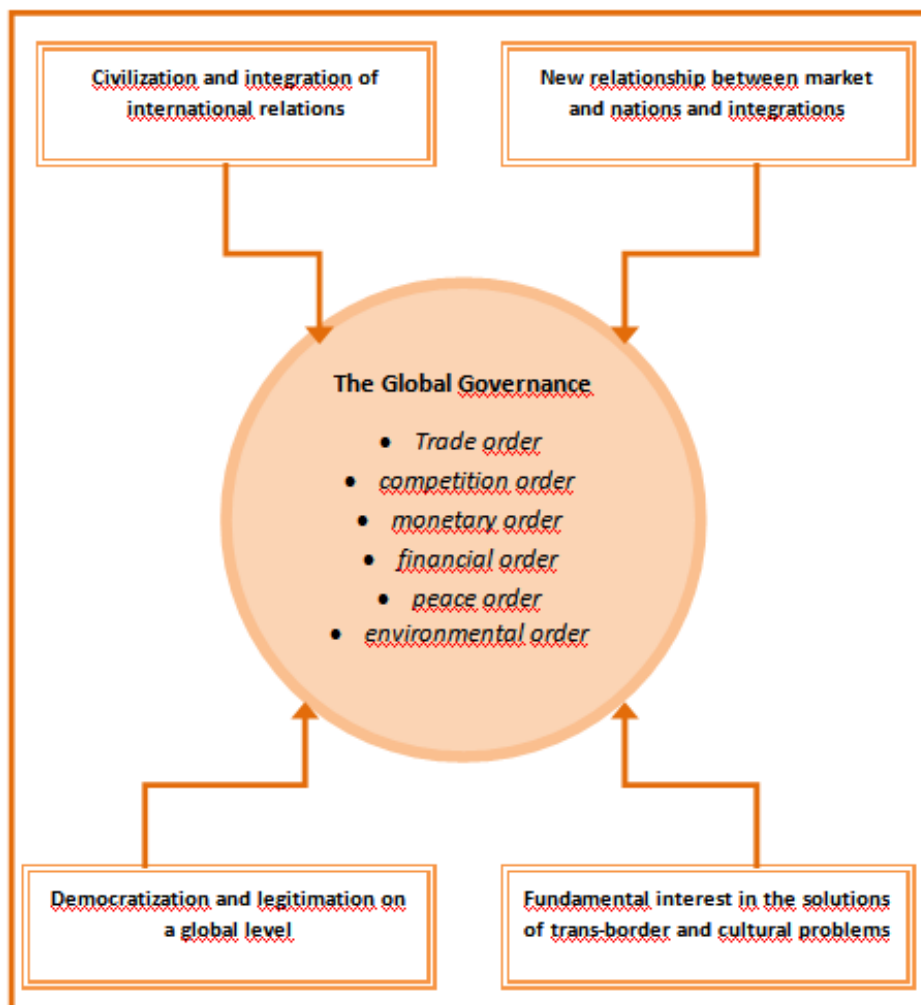 Civilization and integration of
international relations
New relationship between market
and nations and integrations
The Global Governance
• Trade order
• competition order
• monetary order
• financial order
• peace order
• environmental order
Democratization and legitimation on
a global level
Fundamental interest in the solutions
of trans-border and cultural problems